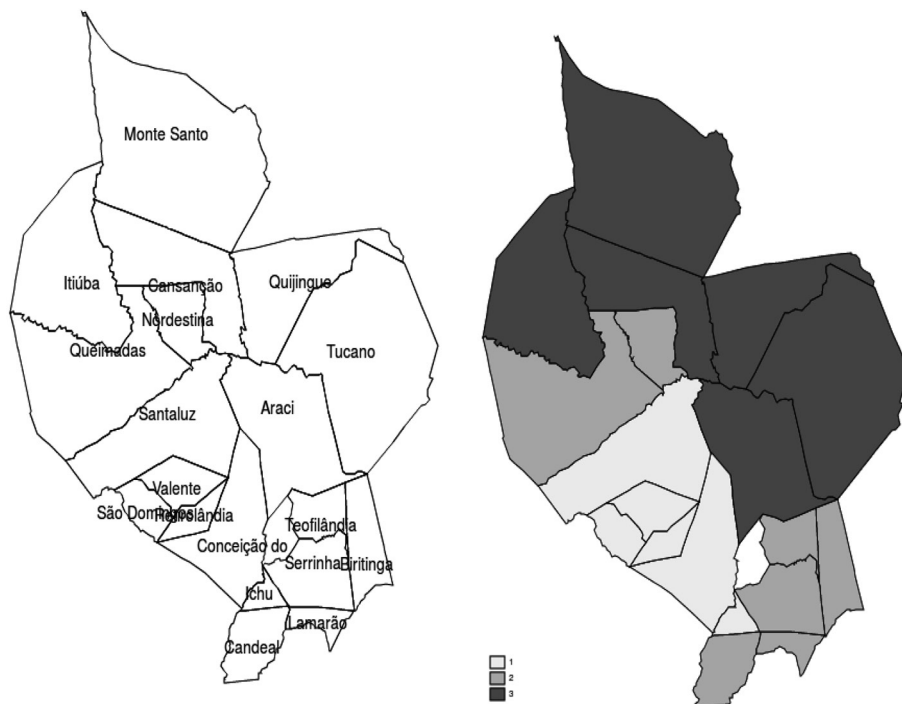 Monte Santo
Itiúba
Cansanção
Quijingue
Nordestina
Queimadas
Tucano
Santaluz
Araci
Valente
São Domingos
Retirolândia
Teofilândia
Conceição do
Serrinha
Biritinga
Ichu
Lamarão
Candeal
1
2
3